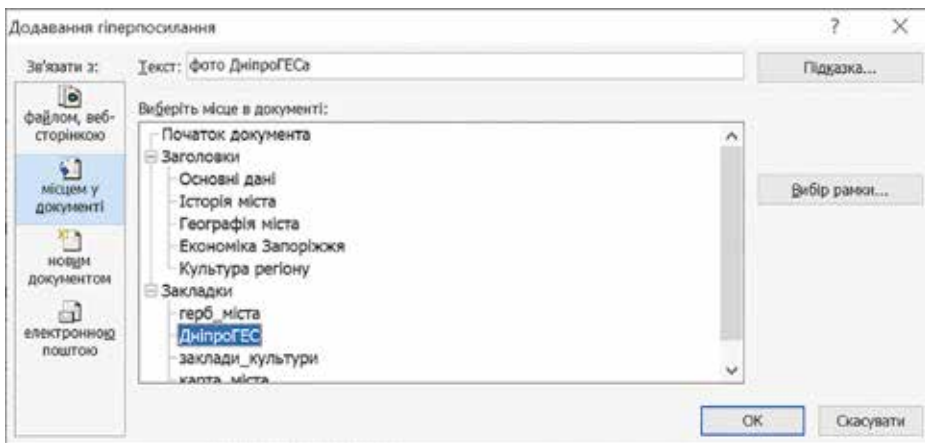 Додавання гіперпосилання
? ×
Зв'язати з:
Текст: фото ДніпроГЕСа
Підказка...
файлом, веб-
сторінкою
місцем у
документі
новим
документом
електронною
поштою
Виберіть місце в документі:
Початок документа
Заголовки
Основні дані
Історія міста
Географія міста
Економіка Запоріжжя
Культура регіону
Закладки
герб_міста
ДніпроГЕС
заклади_культури
карта_міста
Вибір рамки...
ОК
Скасувати